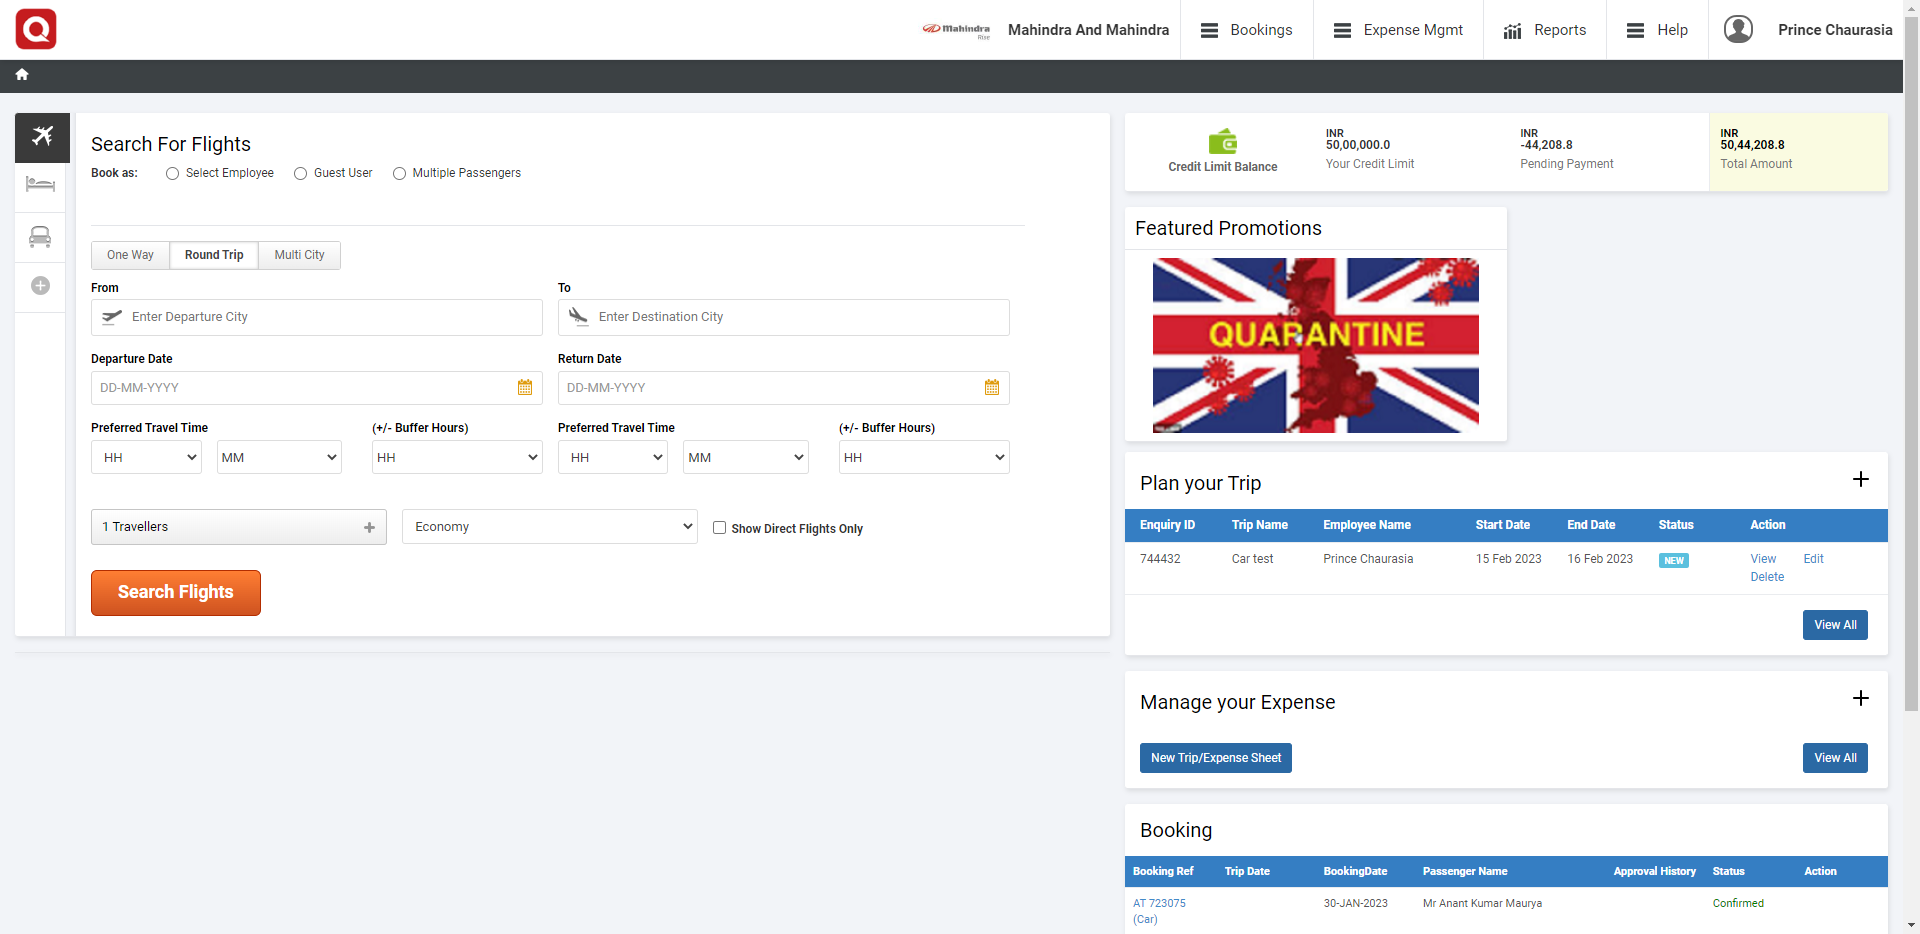 Mahindra
Rise
Mahindra And Mahindra
Bookings
Expense Mgmt
Reports
Help
Prince Chaurasia
Search For Flights
Book as:
Select Employee
Guest User
Multiple Passengers
One Way
Round Trip
Multi City
From
To
Enter Departure City
Enter Destination City
Departure Date
Return Date
DD-MM-YYYY
DD-MM-YYYY
Preferred Travel Time
(+/- Buffer Hours)
Preferred Travel Time
(+/- Buffer Hours)
HH
MM
HH
HH
MM
HH
1 Travellers
Economy
Show Direct Flights Only
Search Flights
Credit Limit Balance
INR
50,00,000.0
Your Credit Limit
INR
-44,208.8
Pending Payment
INR
50,44,208.8
Total Amount
Featured Promotions
QUARANTINE
Plan your Trip
Enquiry ID Trip Name Employee Name Start Date End Date Status Action
744432 Car test Prince Chaurasia 15 Feb 2023 16 Feb 2023 NEW View Edit
Delete
View All
Manage your Expense
New Trip/Expense Sheet
View All
Booking
Booking Ref Trip Date BookingDate Passenger Name Approval History Status Action
AT 723075 30-JAN-2023 Mr Anant Kumar Maurya Confirmed
(Car)